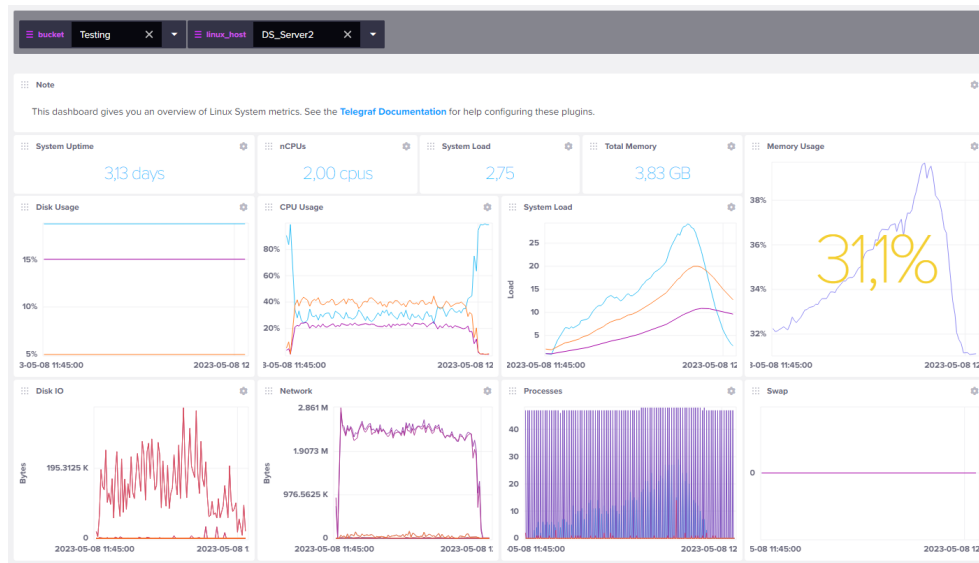 bucket Testing linux_host DS_Server2
Note
This dashboard gives you an overview of Linux System metrics. See the Telegraf Documentation for help configuring these plugins.
System Uptime nCPUs System Load Total Memory Memory Usage
3,13 days 2,00 cpus 2,75 3,83 GB
31,1%
38%
36%
34%
32%
3-05-08 11:45:00 2023-05-08 12
Disk Usage
15%
10%
5%
3-05-08 11:45:00 2023-05-08 12
CPU Usage
80%
60%
40%
20%
3-05-08 11:45:00 2023-05-08 12
System Load
Load
25
20
15
10
5
2023-05-08 11:45:00 2023-05-08 12
Disk IO
Bytes
195.3125 K
0
2023-05-08 11:45:00 2023-05-08 1
Network
Bytes
2.861 M
1.9073 M
976.5625 K
0
2023-05-08 11:45:00 2023-05-08 1
Processes
40
30
20
10
0
-05-08 11:45:00 2023-05-08 12
Swap
0
5-08 11:45:00 2023-05-08 12